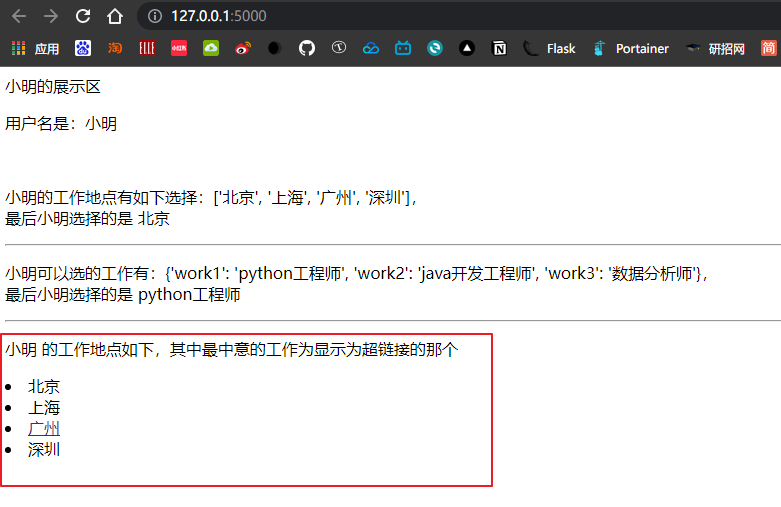 127.0.0.1:5000
应用
淘
ELLE
小红书
Flask
Portainer
研招网
简
小明的展示区
用户名是：小明
小明的工作地点有如下选择：['北京', '上海', '广州', '深圳']，
最后小明选择的是 北京
小明可以选的工作有：{'work1': 'python工程师', 'work2': 'java开发工程师', 'work3': '数据分析师'}，
最后小明选择的是 python工程师
小明 的工作地点如下，其中最中意的工作为显示为超链接的那个
北京
上海
广州
深圳